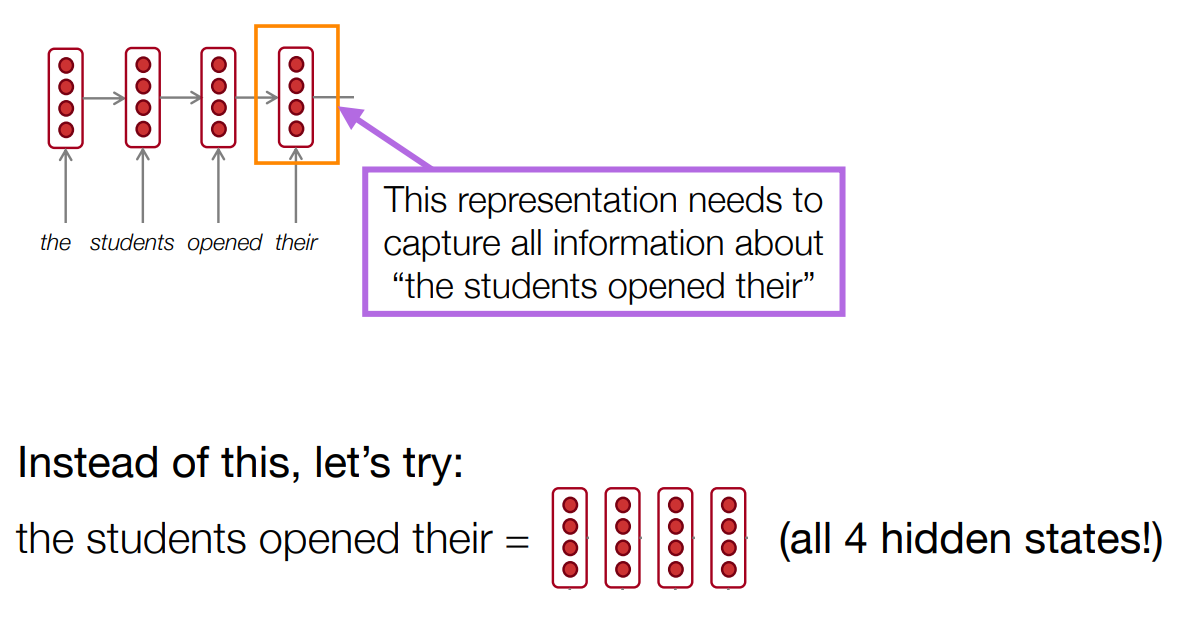 the students opened their
This representation needs to
capture all information about
“the students opened their”
Instead of this, let’s try:
the students opened their = (all 4 hidden states!)